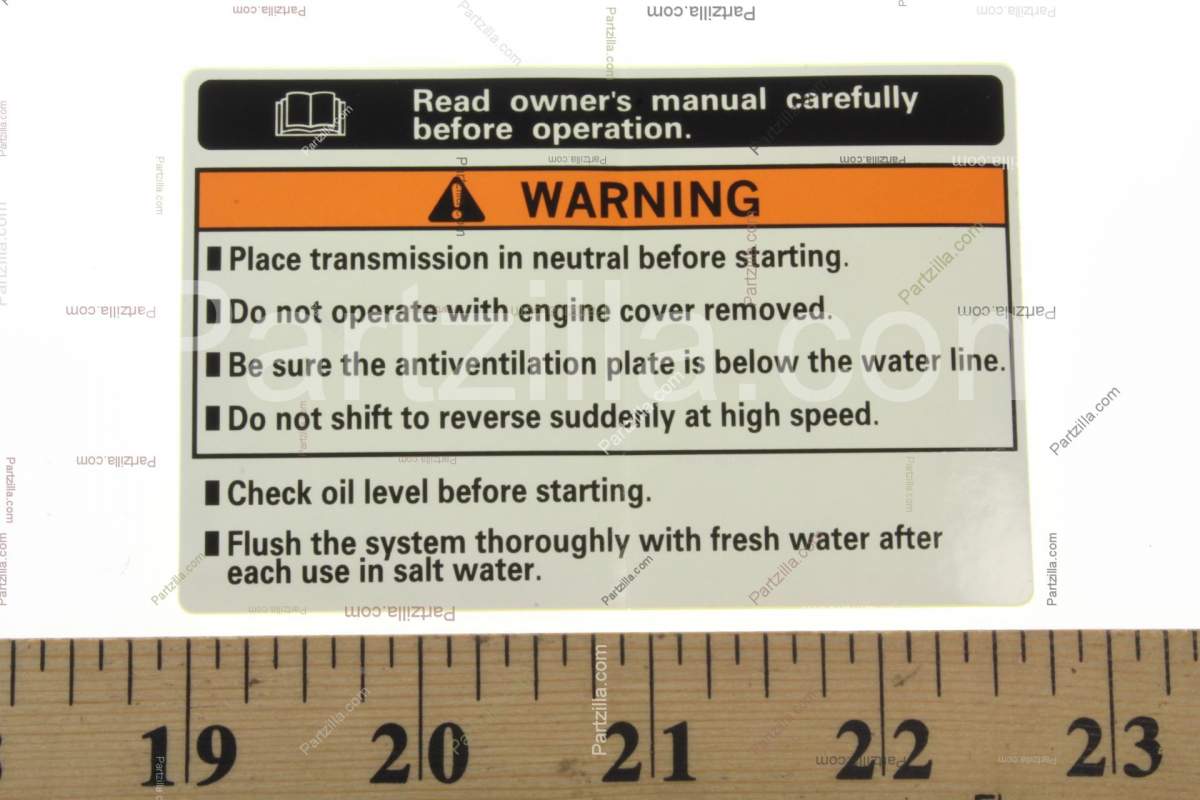 Read owner's manual carefully
before operation.
WARNING
Place transmission in neutral before starting.
Do not operate with engine cover removed.
Be sure the antiventilation plate is below the water line.
Do not shift to reverse suddenly at high speed.
Check oil level before starting.
Flush the system thoroughly with fresh water after
each use in salt water.
19 20 21 22 23
Partzilla.com